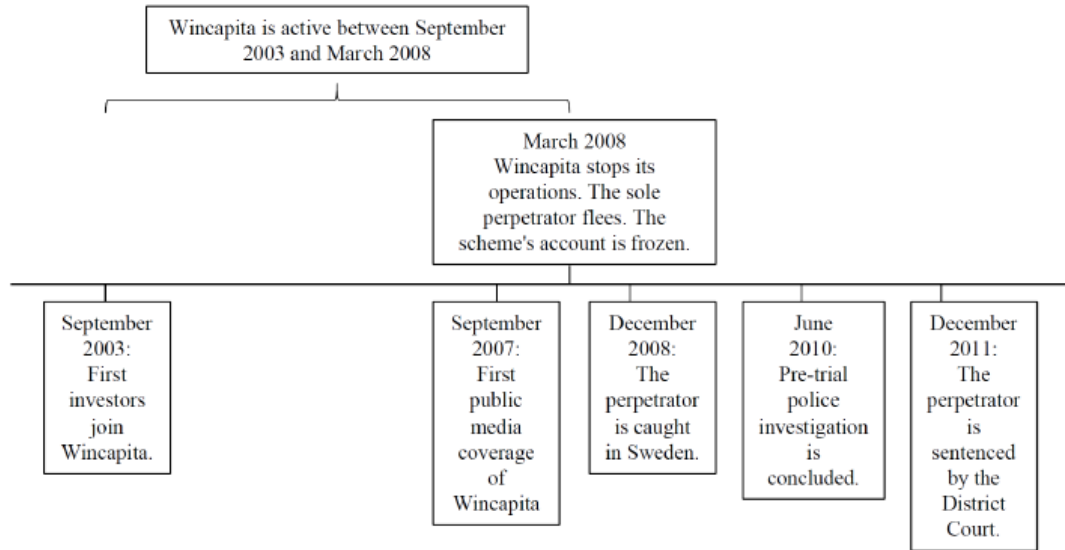 Wincapita is active between September
2003 and March 2008
March 2008
Wincapita stops its
operations. The sole
perpetrator flees. The
scheme's account is frozen.
September
2003:
First
investors
join
Wincapita.
September
2007:
First
public
media
coverage
of
Wincapita
December
2008:
The
perpetrator
is caught
in Sweden.
June
2010:
Pre-trial
police
investigation
is
concluded.
December
2011:
The
perpetrator
is
sentenced
by the
District
Court.